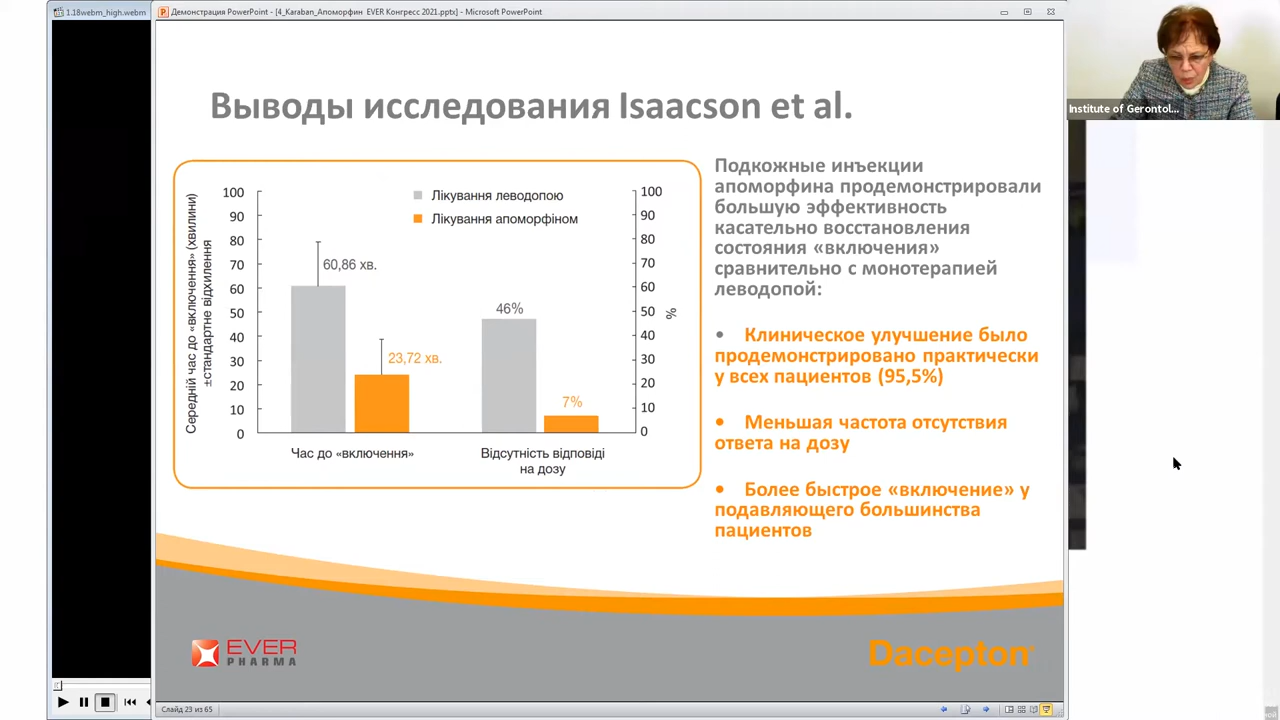 1.18webm_high.webm
Демонстрация PowerPoint - [4_Karaban_Апоморфин EVER Конгресс 2021.pptx] - Microsoft PowerPoint
Institute of Gerontol...
Выводы исследования Isaacson et al.
Середній час до «включення» (хвилини)
±стандартне відхилення
100
90
80
70
60
50
40
30
20
10
0
Лікування леводопою
Лікування апоморфіном
60,86 хв.
23,72 хв.
46%
7%
100
90
80
70
60
50
40
30
20
10
0
%
Час до «включення»
Відсутність відповіді
на дозу
Подкожные инъекции
апоморфина продемонстрировали
большую эффективность
касательно восстановления
состояния «включения»
сравнительно с монотерапией
леводопой:
• Клиническое улучшение было
продемонстрировано практически
у всех пациентов (95,5%)
• Меньшая частота отсутствия
ответа на дозу
• Более быстрое «включение» у
подавляющего большинства
пациентов
EVER
PHARMA
Dacepton®
Слайд 23 из 65